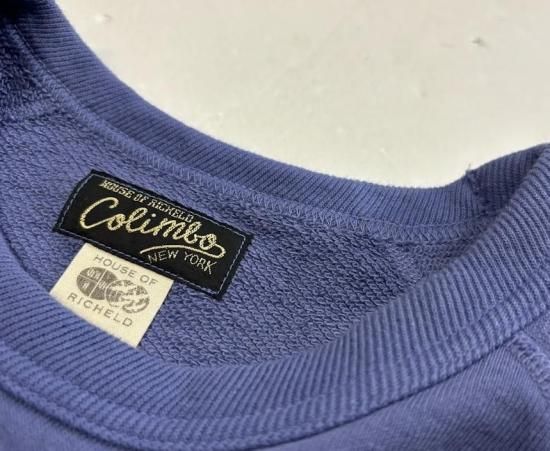 HOUSE OF RICHELD
Colimbo
NEW YORK
HOUSE OF
RICHELD